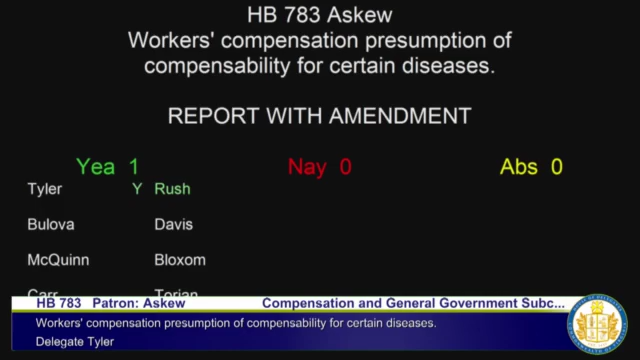 HB 783 Askew
Workers' compensation presumption of
compensability for certain diseases.
REPORT WITH AMENDMENT
Yea 1 Nay 0 Abs 0
Tyler Y Rush
Bulova Davis
McQuinn Bloxom
Carr Torian
HB 783 Patron: Askew Compensation and General Government Subc...
Workers' compensation presumption of compensability for certain diseases.
Delegate Tyler